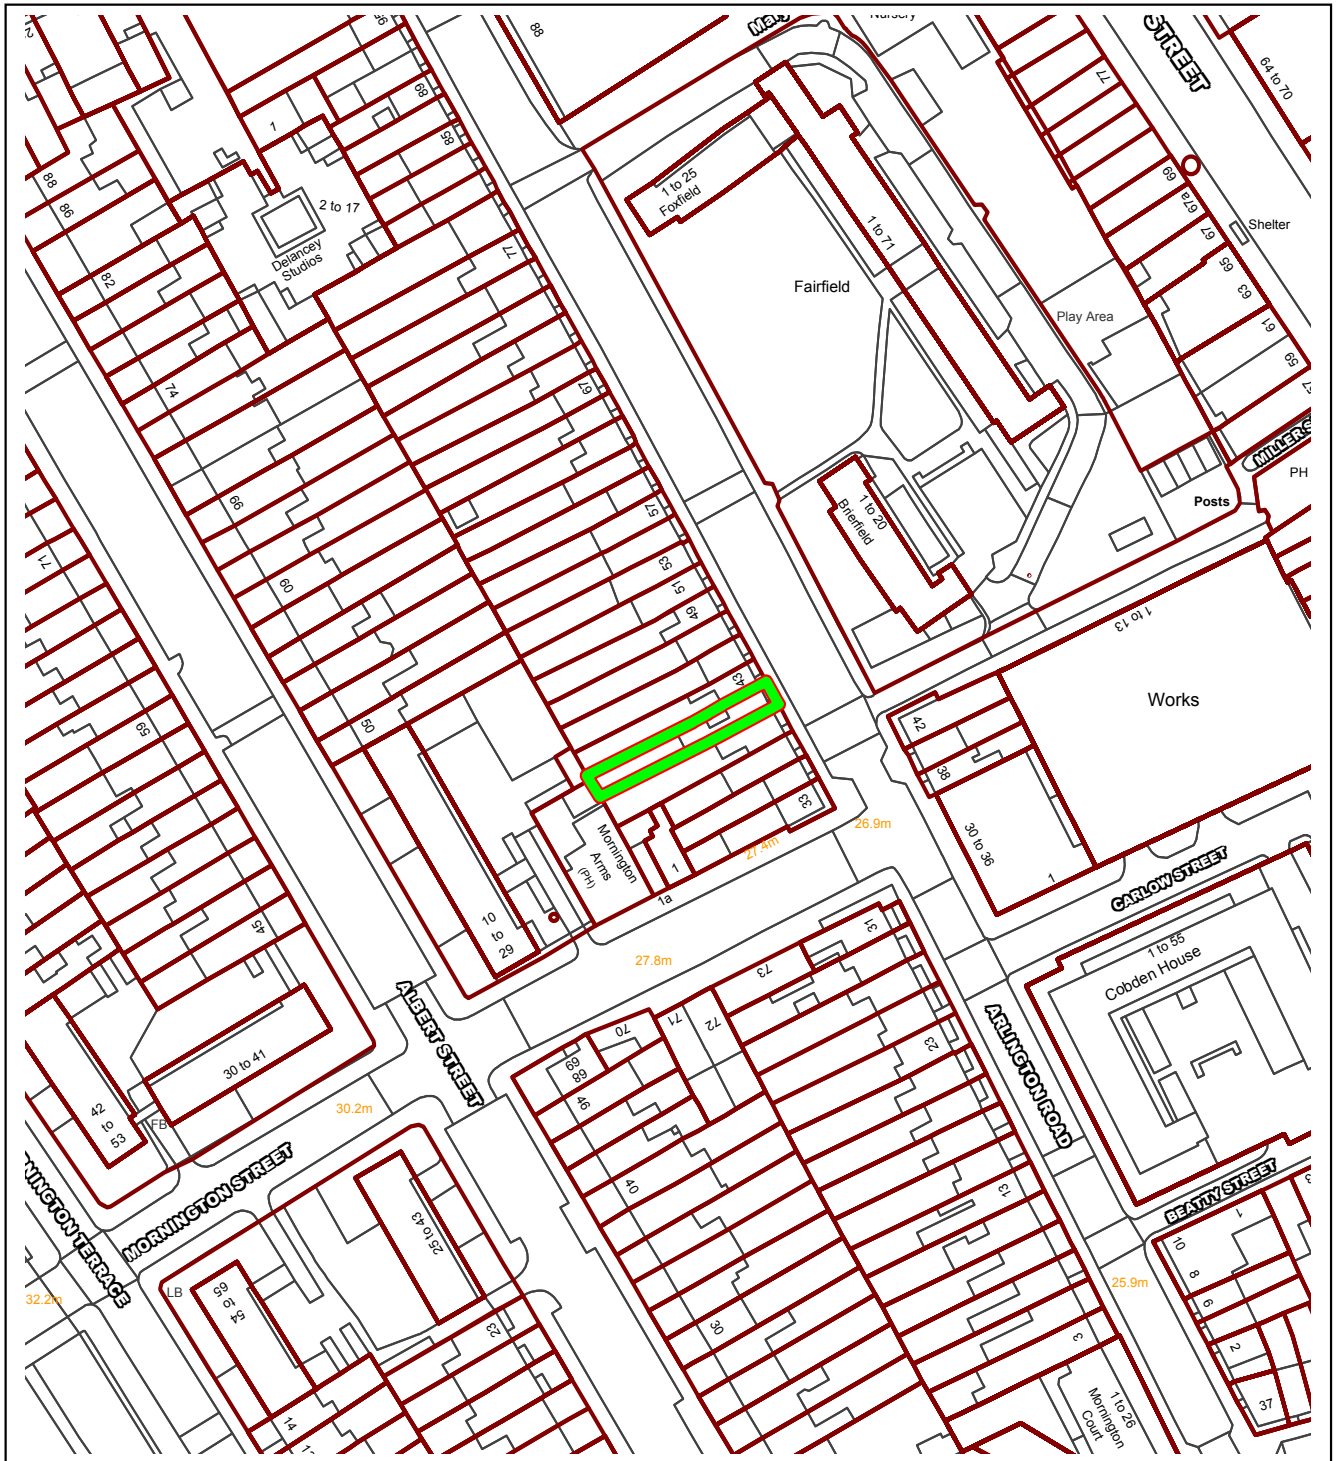 88
Nursery
STREET
64 to 70
77
89
85
1
88
86
82
2 to 17
Delancey
Studios
77
1 to 25
Foxfield
1 to 71
Fairfield
69
67a
67
65
63
61
59
Shelter
Play Area
MILLER S
PH
Posts
74
67
66
57
1 to 20
Brierfield
71
60
53
51
49
43
1 to 13
Works
59
50
42
38
30 to 36
1
33
26.9m
27.4m
Mornington
Arms
(PH)
1
1a
10
to
29
27.8m
CARLOW STREET
1 to 55
Cobden House
45
31
73
72
71
70
69
89
46
40
23
ALBERT STREET
ARLINGTON ROAD
30 to 41
42
to
53
FB
30.2m
MORNINGTON STREET
NINGTON TERRACE
32.2m
LB
54 to 65
25 to 43
23
14
30
13
3
25.9m
BEATTY STREET
10
8
6
2
1
37
1 to 26
Mornington
Court